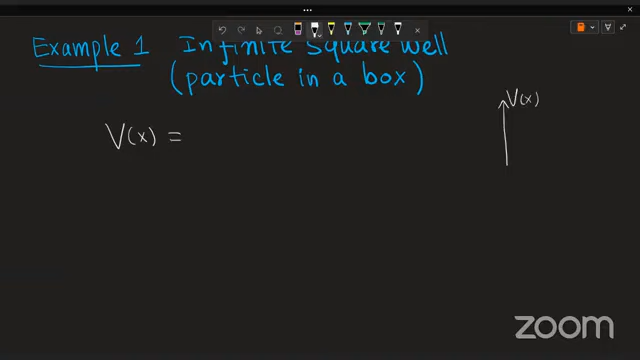 Example 1 Infinite square well
(particle in a box)
V(x)
V(x) =
zoom